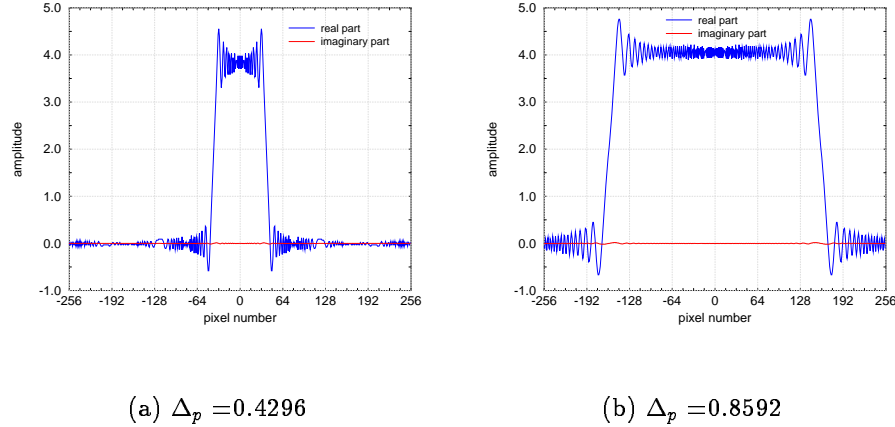 5.0
4.0
3.0
2.0
1.0
0.0
-1.0
amplitude
real part
imaginary part
-256 -192 -128 -64 0 64 128 192 256
pixel number
(a) Δp =0.4296
5.0
4.0
3.0
2.0
1.0
0.0
-1.0
amplitude
real part
imaginary part
-256 -192 -128 -64 0 64 128 192 256
pixel number
(b) Δp =0.8592